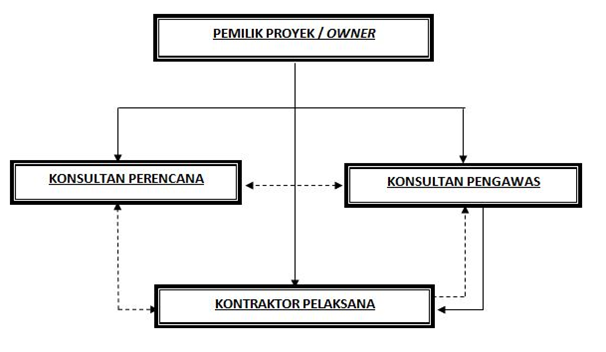 PEMILIK PROYEK / OWNER
KONSULTAN PERENCANA
KONSULTAN PENGAWAS
KONTRAKTOR PELAKSANA